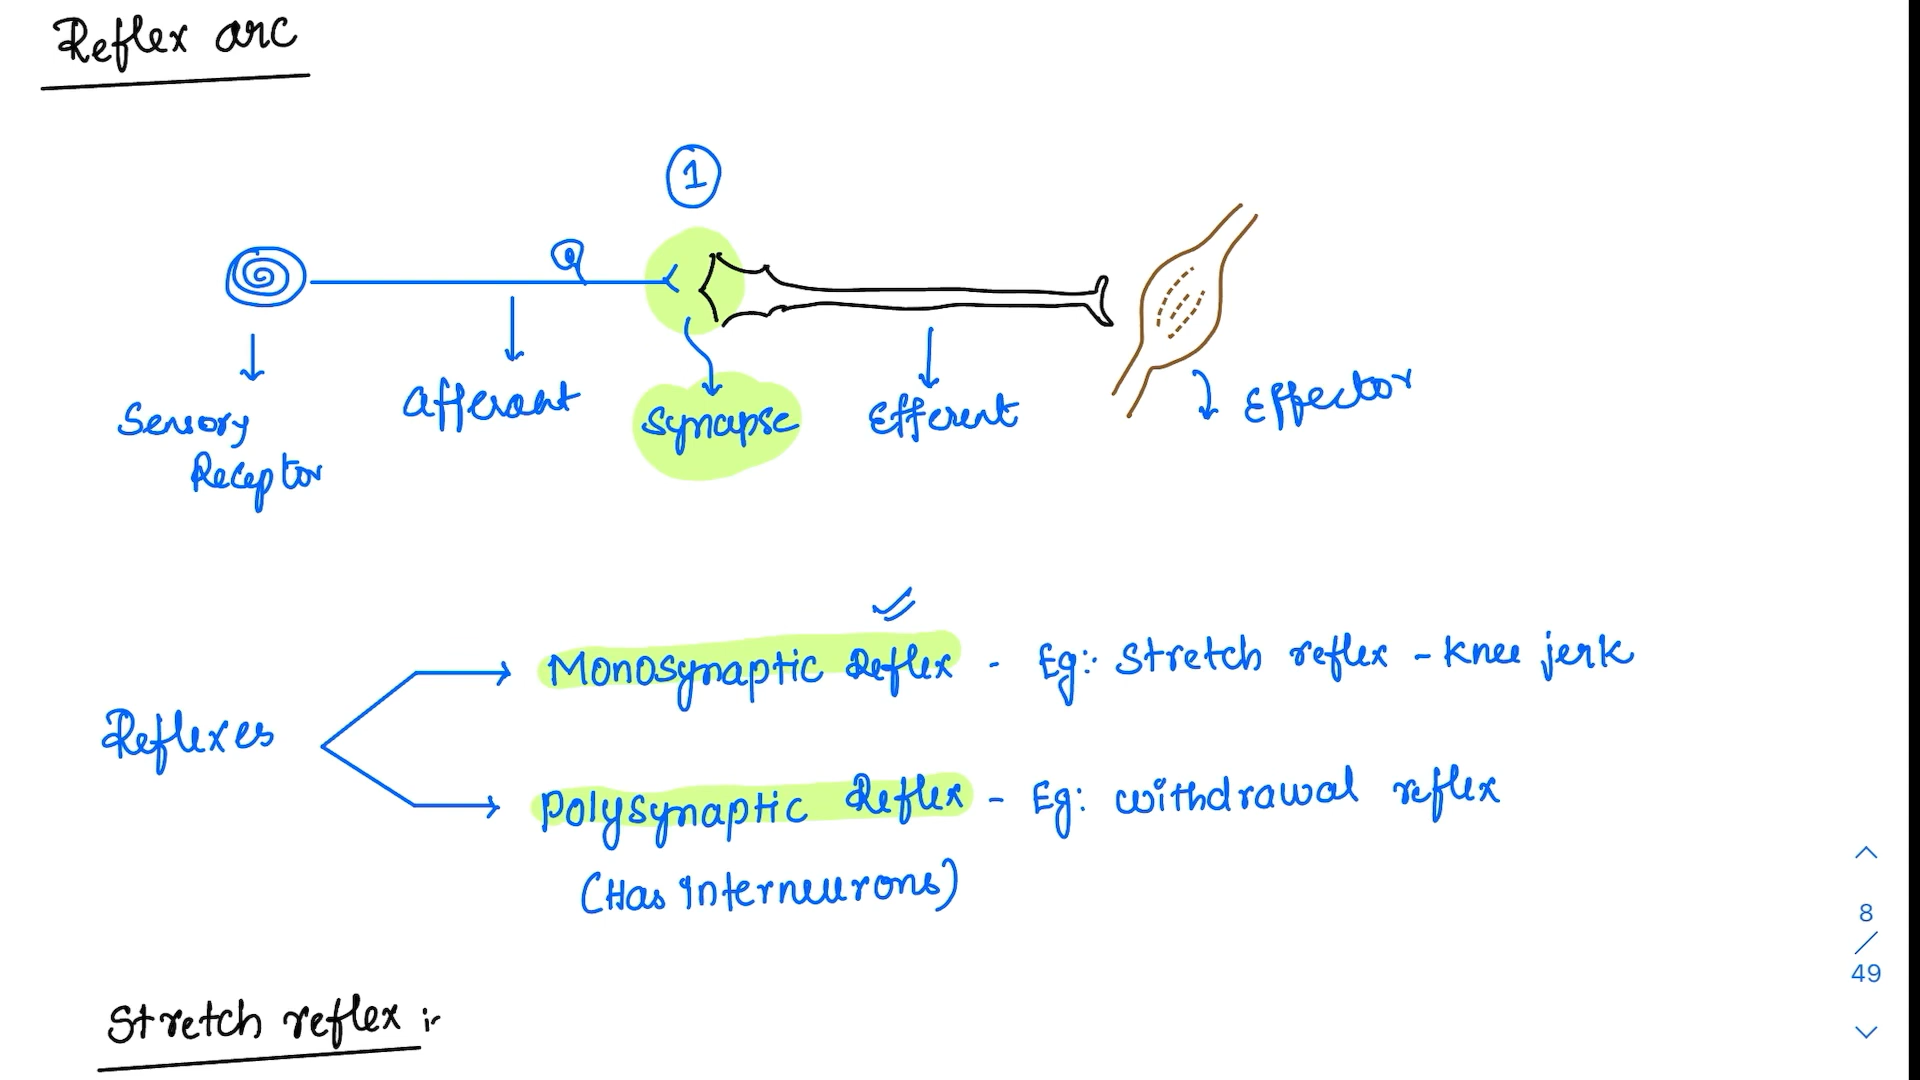 Reflex arc
1
Sensory Receptor
Afferent
Synapse
Efferent
Effector
Reflexes
Monosynaptic Reflex - Eg: Stretch reflex - knee jerk
Polysynaptic Reflex - Eg: withdrawal reflex
(Has Interneurons)
8
/
49
Stretch reflex :-